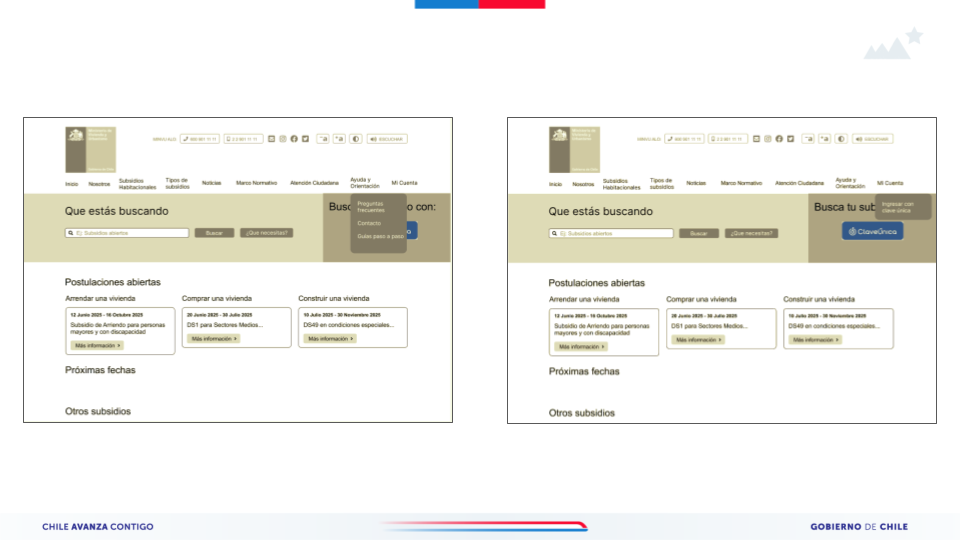 600 901 11 11
2 2 901 11 11
ESCUCHAR
Inicio
Nosotros
Subsidios
Habitacionales
Tipos de
subsidios
Noticias
Marco Normativo
Atención Ciudadana
Ayuda y
Orientación
Mi Cuenta
Que estás buscando
Ej: Subsidios abiertos
Buscar
¿Que necesitas?
o con:
Preguntas
frecuentes
Contacto
Guías paso a paso
Postulaciones abiertas
Arrendar una vivienda
12 Junio 2025 - 16 Octubre 2025
Subsidio de Arriendo para personas
mayores y con discapacidad
Más información >
Comprar una vivienda
20 Junio 2025 - 30 Julio 2025
DS1 para Sectores Medios...
Más información >
Construir una vivienda
10 Julio 2025 - 30 Noviembre 2025
DS49 en condiciones especiales...
Más información >
Próximas fechas
Otros subsidios
600 901 11 11
2 2 901 11 11
ESCUCHAR
Inicio
Nosotros
Subsidios
Habitacionales
Tipos de
subsidios
Noticias
Marco Normativo
Atención Ciudadana
Ayuda y
Orientación
Mi Cuenta
Que estás buscando
Ej: Subsidios abiertos
Buscar
¿Que necesitas?
Busca tu sub
Ingresar con
clave única
ClaveÚnica
Postulaciones abiertas
Arrendar una vivienda
12 Junio 2025 - 16 Octubre 2025
Subsidio de Arriendo para personas
mayores y con discapacidad
Más información >
Comprar una vivienda
20 Junio 2025 - 30 Julio 2025
DS1 para Sectores Medios...
Más información >
Construir una vivienda
10 Julio 2025 - 30 Noviembre 2025
DS49 en condiciones especiales...
Más información >
Próximas fechas
Otros subsidios
CHILE AVANZA CONTIGO
GOBIERNO DE CHILE